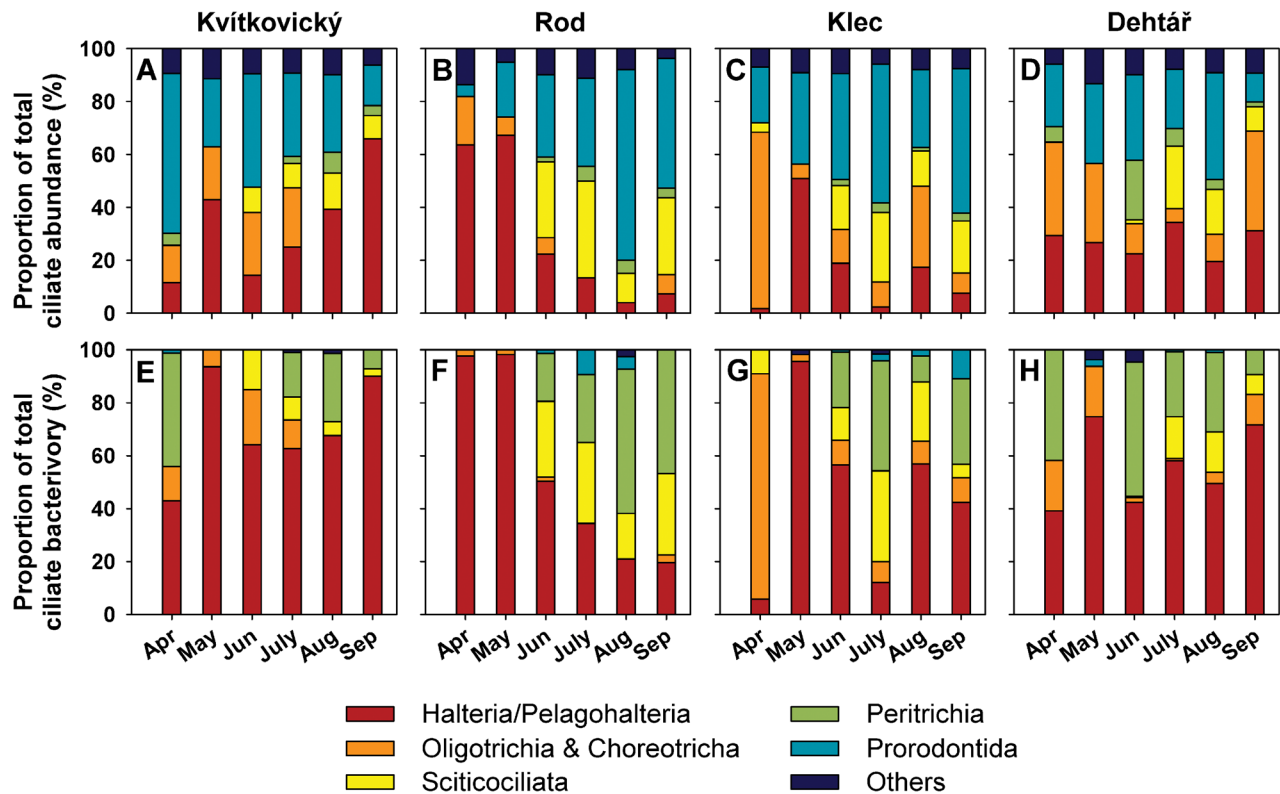 Kvítkovický Rod Klec Dehtář
Proportion of total
ciliate abundance (%)
100
80
60
40
20
0
A B C D
Proportion of total
ciliate bacterivory (%)
100
80
60
40
20
0
E F G H
Apr May Jun July Aug Sep
Apr May Jun July Aug Sep
Apr May Jun July Aug Sep
Apr May Jun July Aug Sep
Halteria/Pelagohalteria
Oligotrichia & Choreotricha
Sciticociliata
Peritrichia
Prorodontida
Others